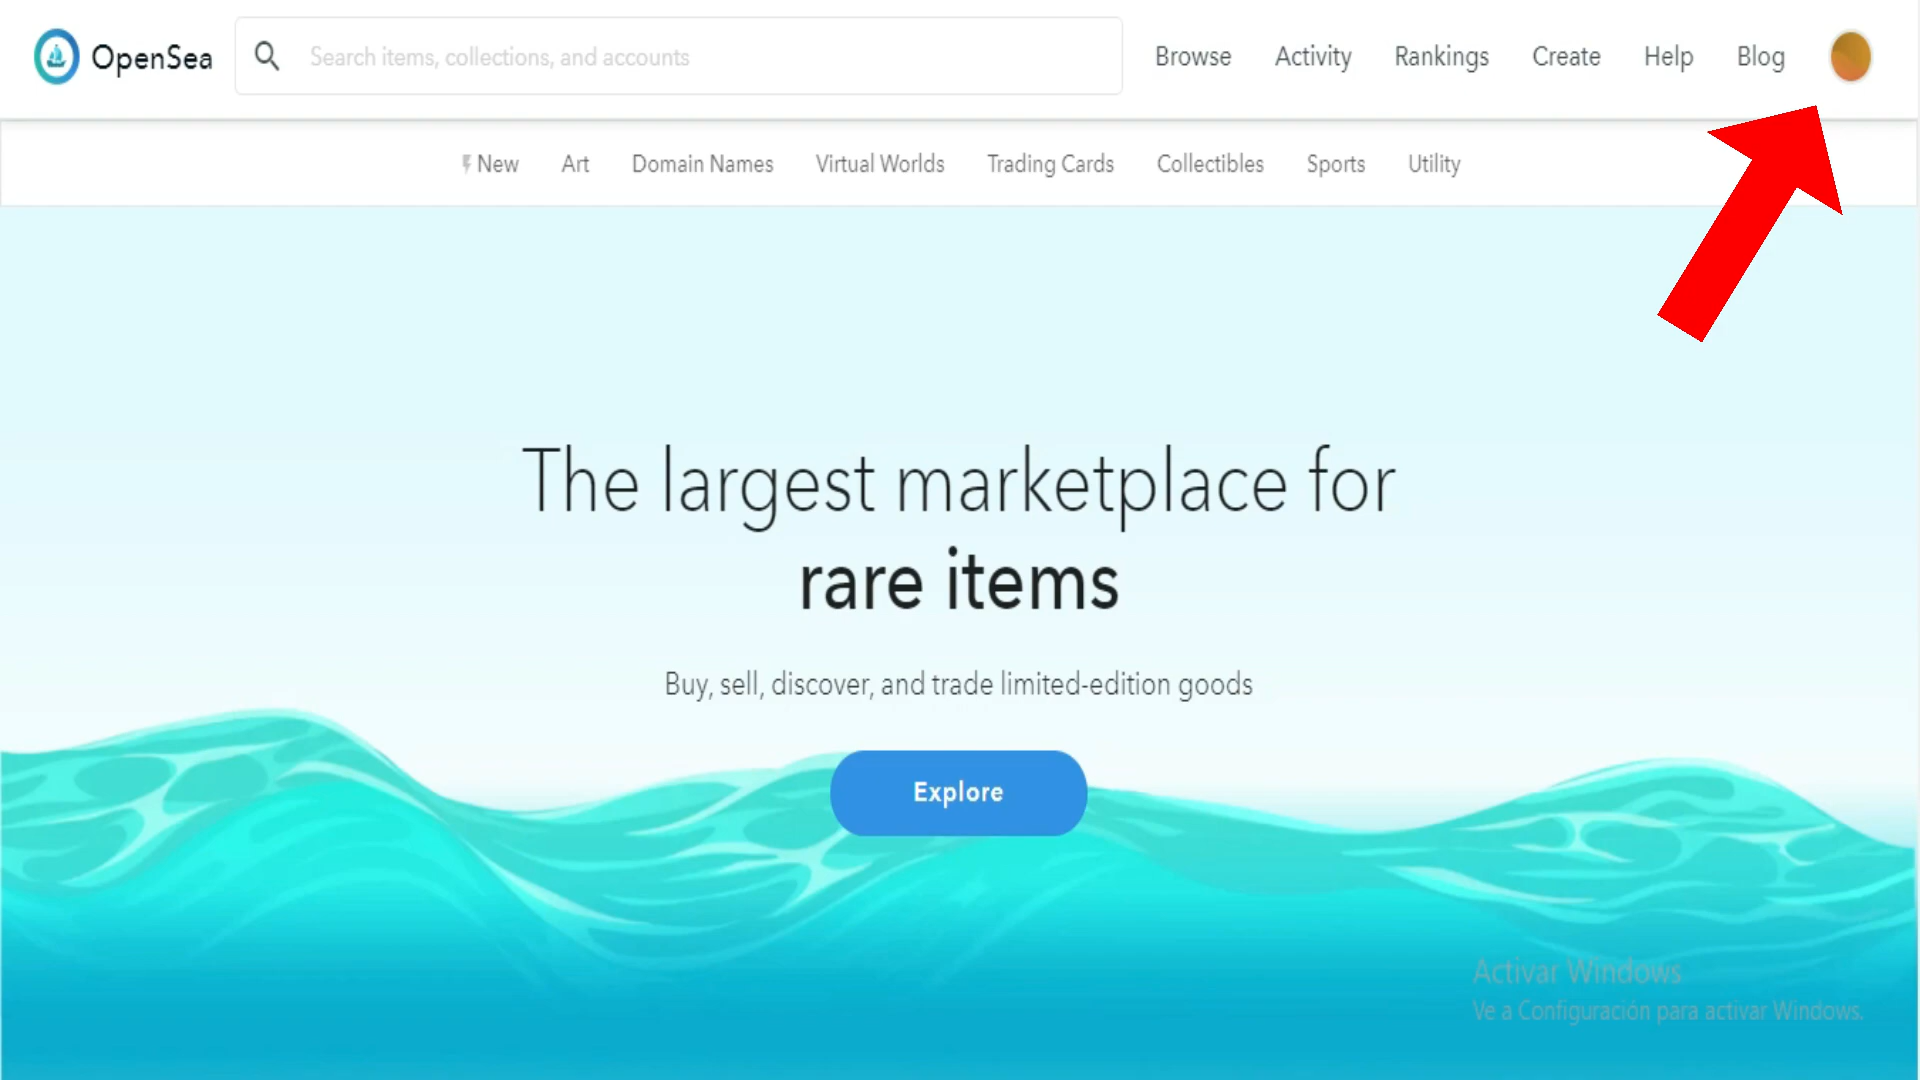 OpenSea
Search items, collections, and accounts
Browse Activity Rankings Create Help Blog
New Art Domain Names Virtual Worlds Trading Cards Collectibles Sports Utility
The largest marketplace for
rare items
Buy, sell, discover, and trade limited-edition goods
Explore
Activar Windows
Ve a Configuración para activar Windows.